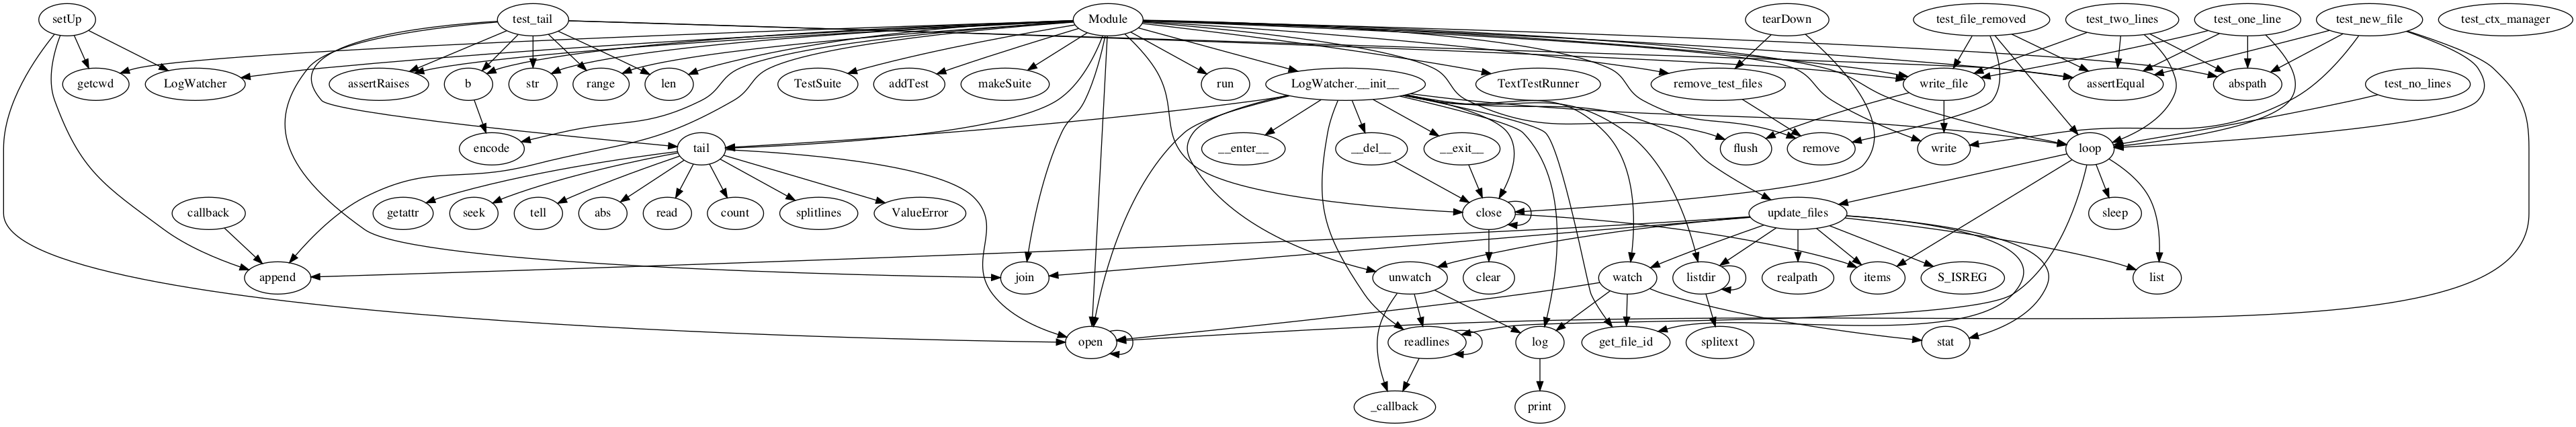 setUp
test_tail
Module
tearDown
test_file_removed
test_two_lines
test_one_line
test_new_file
test_ctx_manager
getcwd
LogWatcher
assertRaises
b
str
range
len
TestSuite
addTest
makeSuite
run
LogWatcher.__init__
TextTestRunner
remove_test_files
write_file
assertEqual
abspath
test_no_lines
encode
tail
__enter__
__del__
__exit__
flush
remove
write
loop
callback
getattr
seek
tell
abs
read
count
splitlines
ValueError
close
update_files
sleep
append
join
unwatch
clear
watch
listdir
realpath
items
S_ISREG
list
open
readlines
log
get_file_id
splitext
stat
_callback
print